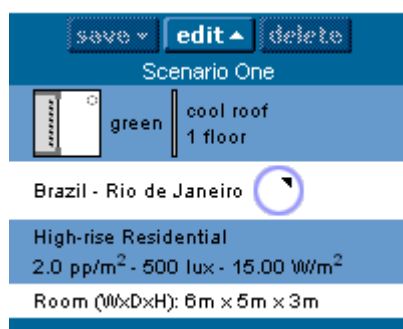 save edit delete
Scenario One
green
cool roof
1 floor
Brazil - Rio de Janeiro
High-rise Residential
2.0 pp/m² - 500 lux - 15.00 W/m²
Room (WxDxH): 6m x 5m x 3m